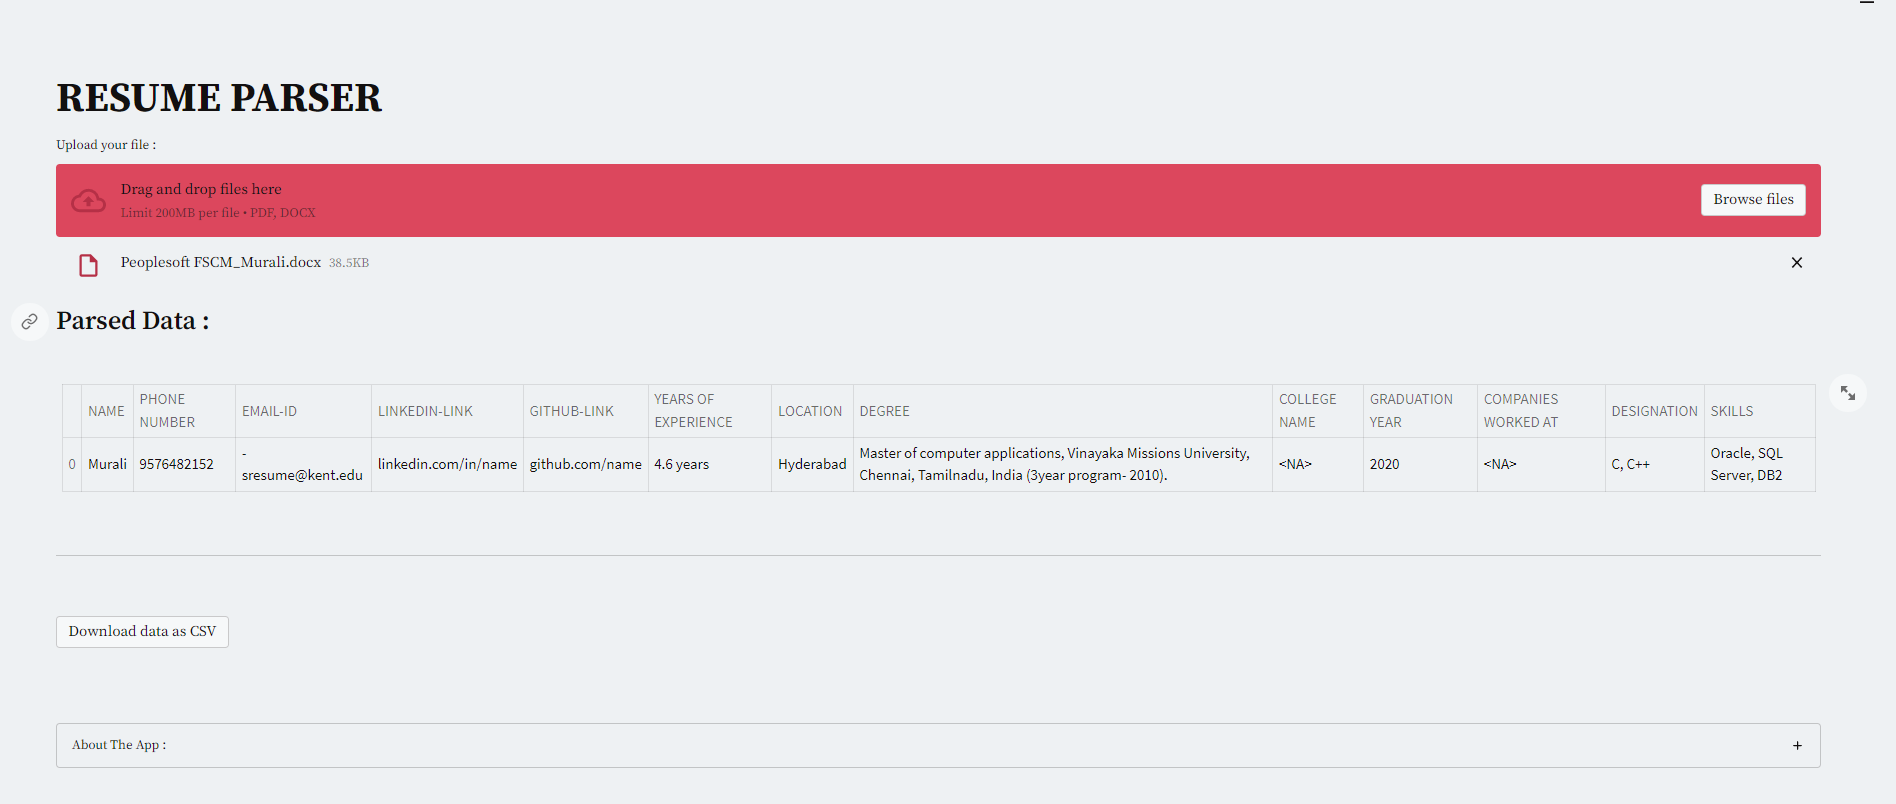 RESUME PARSER
Upload your file :
Drag and drop files here
Limit 200MB per file • PDF, DOCX
Browse files
Peoplesoft FSCM_Murali.docx 38.5KB
Parsed Data :
NAME
PHONE
NUMBER
EMAIL-ID
LINKEDIN-LINK
GITHUB-LINK
YEARS OF
EXPERIENCE
LOCATION
DEGREE
COLLEGE
NAME
GRADUATION
YEAR
COMPANIES
WORKED AT
DESIGNATION
SKILLS
0
Murali
9576482152
-
sresume@kent.edu
linkedin.com/in/name
github.com/name
4.6 years
Hyderabad
Master of computer applications, Vinayaka Missions University,
Chennai, Tamilnadu, India (3year program- 2010).
<NA>
2020
<NA>
C, C++
Oracle, SQL
Server, DB2
Download data as CSV
About The App :